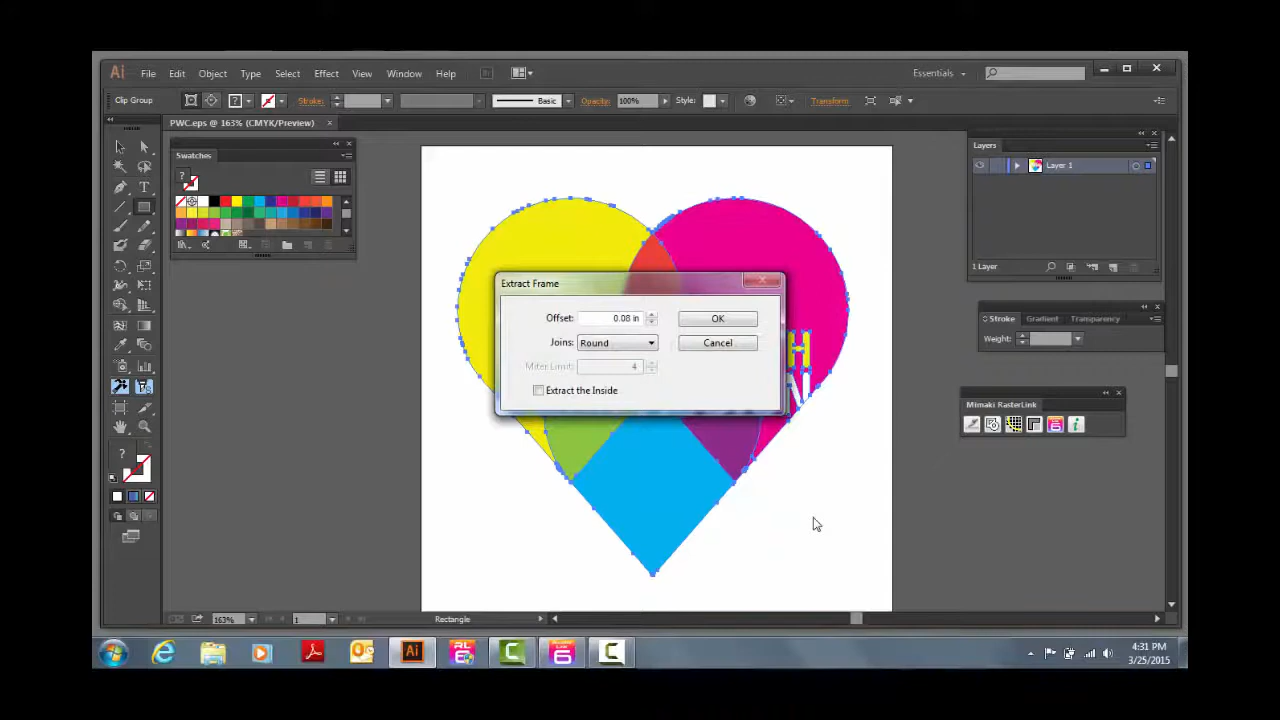 Ai File Edit Object Type Select Effect View Window Help Essentials
Clip Group ? Stroke: Basic Opacity: 100% Style: Transform
PWC.eps @ 163% (CMYK/Preview) ×
Swatches
Layers
Layer 1
1 Layer
Extract Frame
Offset: 0.08 in OK
Joins: Round Cancel
Miter Limit: 4
Extract the Inside
H
N
Stroke Gradient Transparency
Weight:
Mimaki RasterLink
163% 1 Rectangle
4:31 PM
3/25/2015